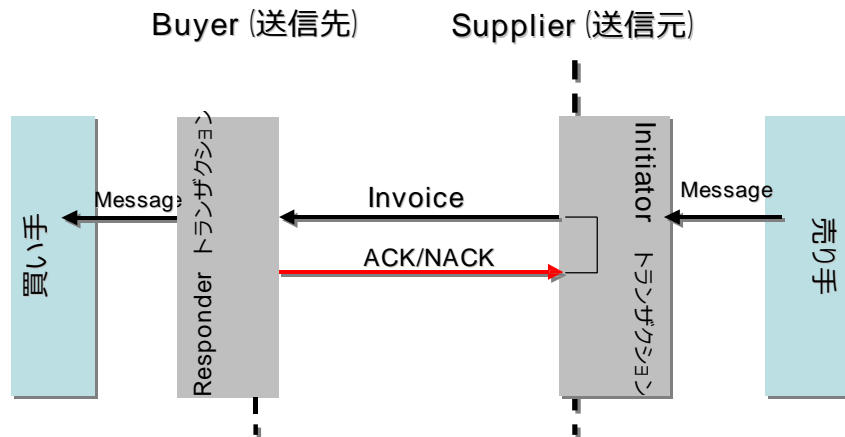 Buyer (送信先)
Supplier (送信元)
買い手
Message
Responder トランザクション
Invoice
ACK/NACK
Initiator トランザクション
Message
売り手